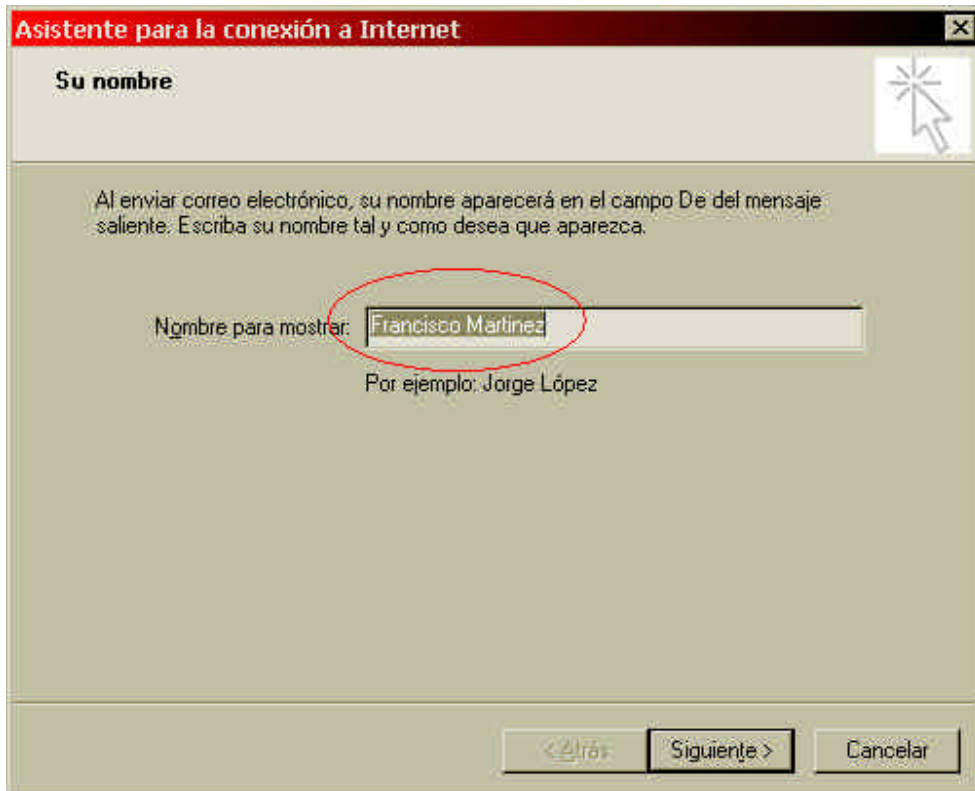 Asistente para la conexión a Internet
Su nombre
Al enviar correo electrónico, su nombre aparecerá en el campo De del mensaje
saliente. Escriba su nombre tal y como desea que aparezca.
Nombre para mostrar: Francisco Martinez
Por ejemplo: Jorge López
< Atrás Siguiente > Cancelar